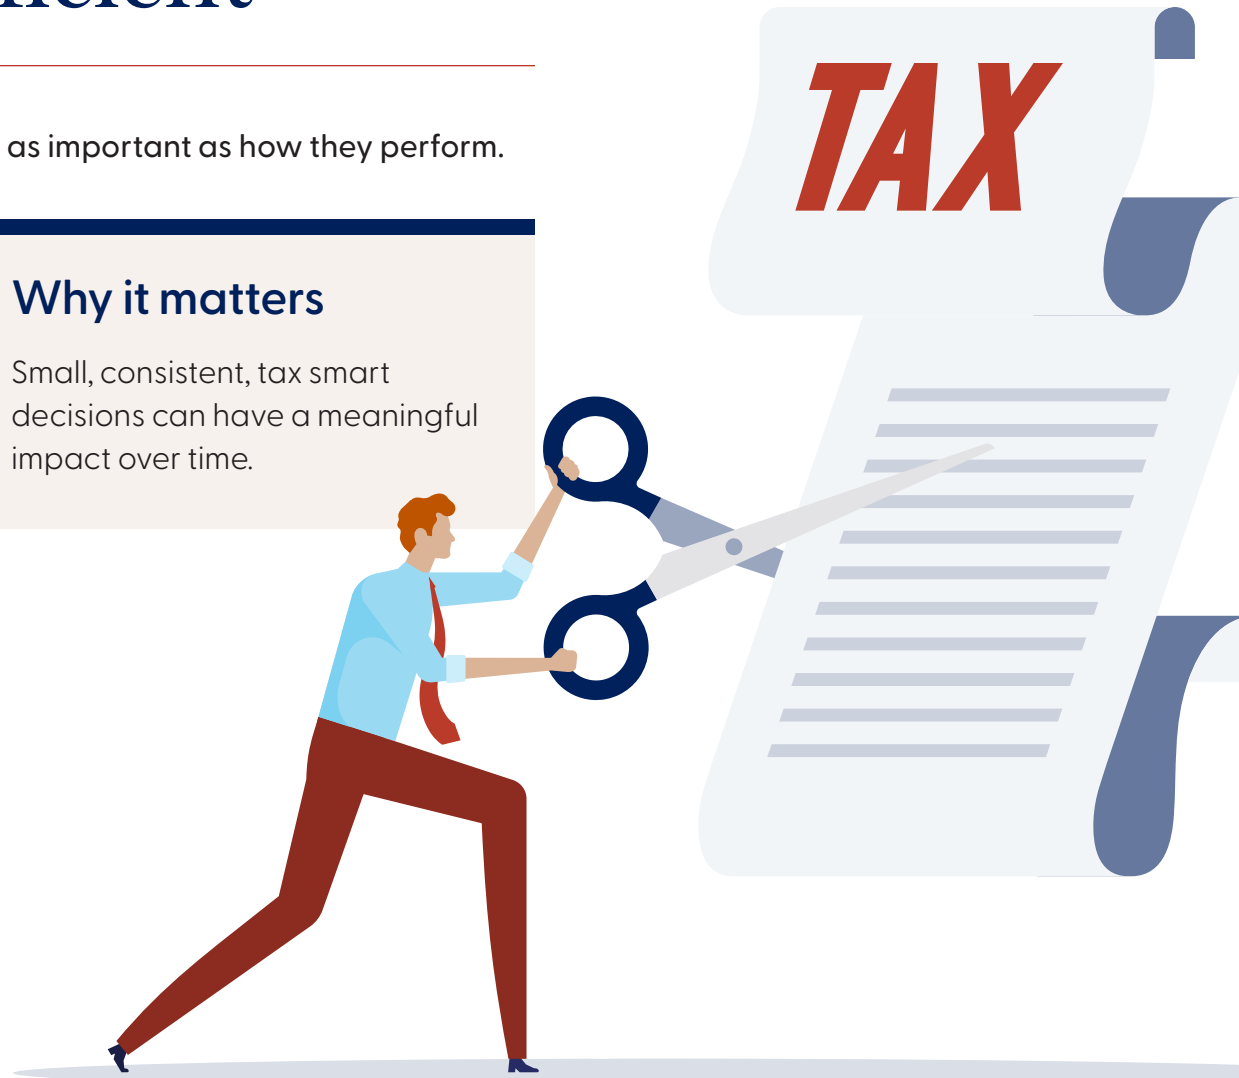 as important as how they perform.
TAX
Why it matters
Small, consistent, tax smart
decisions can have a meaningful
impact over time.